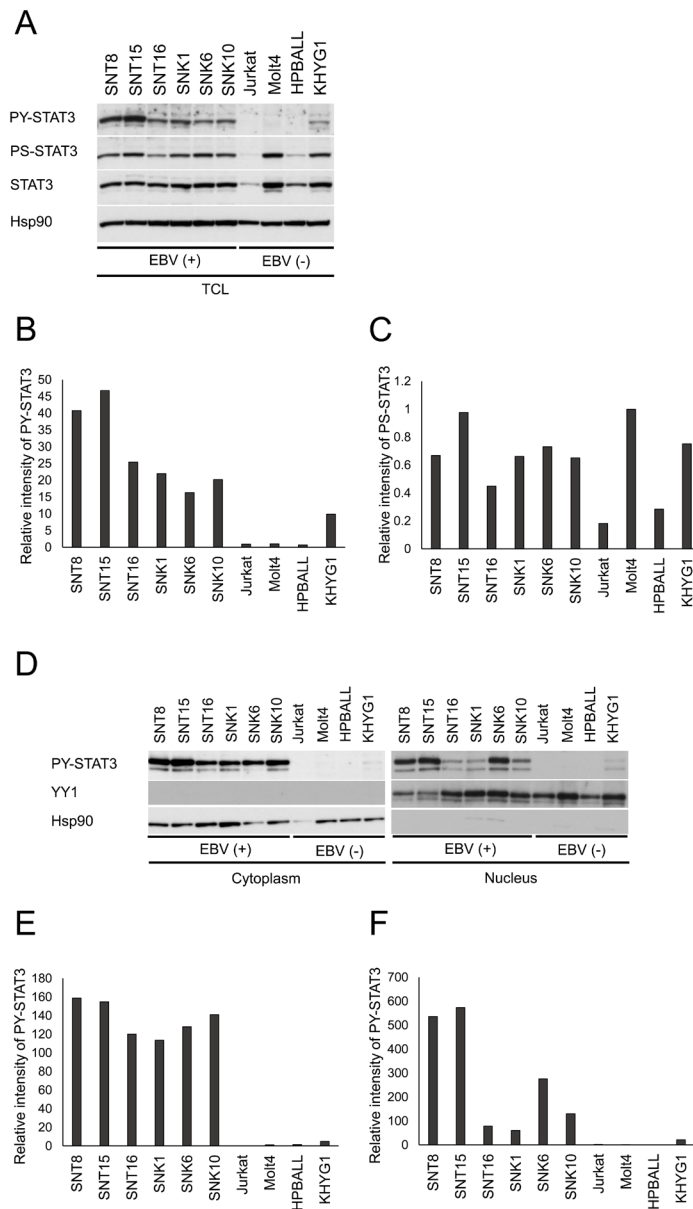 A
SNT8 SNT15 SNT16 SNK1 SNK6 SNK10 Jurkat Molt4 HPBALL KHYG1
PY-STAT3
PS-STAT3
STAT3
Hsp90
EBV (+) EBV (-)
TCL
B
Relative intensity of PY-STAT3
50
45
40
35
30
25
20
15
10
5
0
SNT8 SNT15 SNT16 SNK1 SNK6 SNK10 Jurkat Molt4 HPBALL KHYG1
C
Relative intensity of PS-STAT3
1.2
1
0.8
0.6
0.4
0.2
0
SNT8 SNT15 SNT16 SNK1 SNK6 SNK10 Jurkat Molt4 HPBALL KHYG1
D
SNT8 SNT15 SNT16 SNK1 SNK6 SNK10 Jurkat Molt4 HPBALL KHYG1 SNT8 SNT15 SNT16 SNK1 SNK6 SNK10 Jurkat Molt4 HPBALL KHYG1
PY-STAT3
YY1
Hsp90
EBV (+) EBV (-) EBV (+) EBV (-)
Cytoplasm Nucleus
E
Relative intensity of PY-STAT3
180
160
140
120
100
80
60
40
20
0
SNT8 SNT15 SNT16 SNK1 SNK6 SNK10 Jurkat Molt4 HPBALL KHYG1
F
Relative intensity of PY-STAT3
700
600
500
400
300
200
100
0
SNT8 SNT15 SNT16 SNK1 SNK6 SNK10 Jurkat Molt4 HPBALL KHYG1